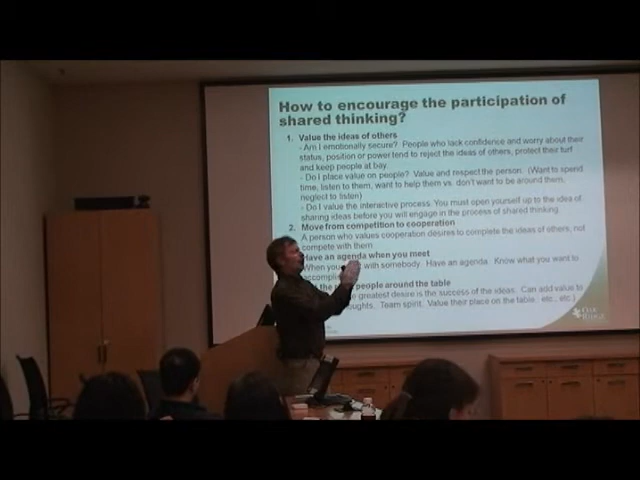 How to encourage the participation of
shared thinking?
1. Value the ideas of others
- Am I emotionally secure? People who lack confidence and worry about their
status, position or power tend to reject the ideas of others, protect their turf
and keep people at bay.
- Do I place value on people? Value and respect the person. (Want to spend
time, listen to them, want to help them vs. don't want to be around them,
neglect to listen)
- Do I value the interactive process. You must open yourself up to the idea of
sharing ideas before you will engage in the process of shared thinking.
2. Move from competition to cooperation
A person who values cooperation desires to complete the ideas of others, not
compete with them
Have an agenda when you meet
When you with somebody. Have an agenda. Know what you want to
people around the table
greatest desire is the success of the ideas. Can add value to
Team spirit. Value their place on the table. etc., etc.)